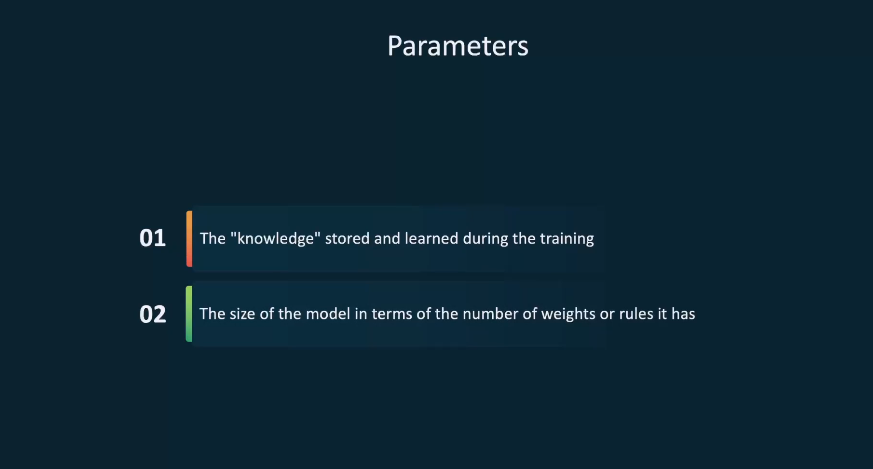 Parameters
01
The "knowledge" stored and learned during the training
02
The size of the model in terms of the number of weights or rules it has